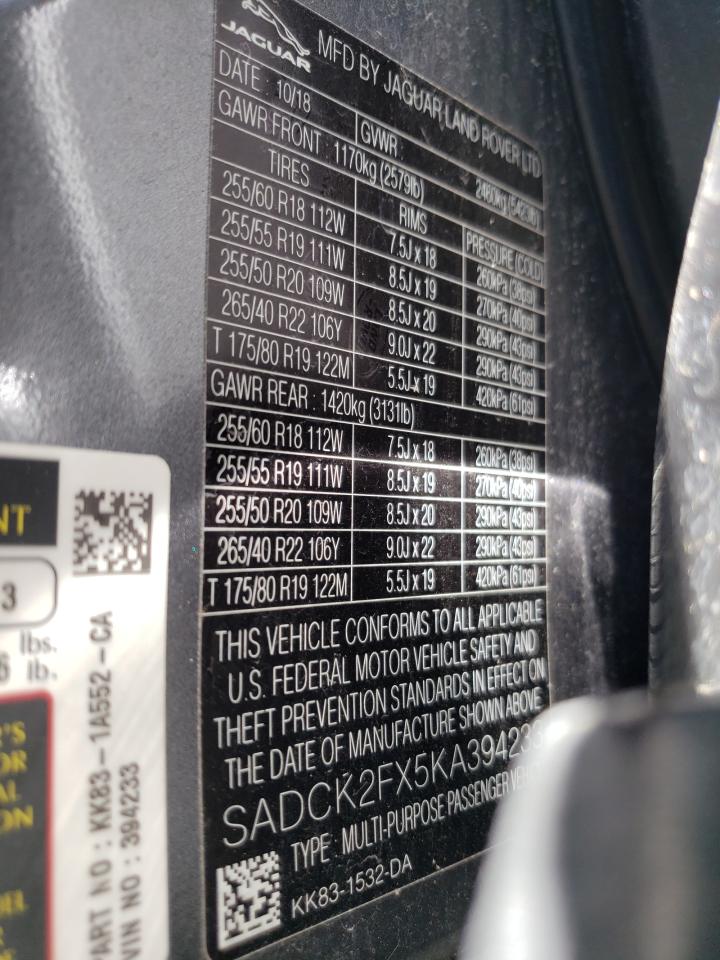 JAGUAR
MFD BY JAGUAR LAND ROVER LTD
DATE : 10/18
GVWR : 2460kg (5423lb)
GAWR FRONT : 1170kg (2579lb)
TIRES RIMS PRESSURE (COLD)
255/60 R18 112W 7.5J x 18 260kPa (38psi)
255/55 R19 111W 8.5J x 19 270kPa (40psi)
255/50 R20 109W 8.5J x 20 290kPa (43psi)
265/40 R22 106Y 9.0J x 22 290kPa (43psi)
T 175/80 R19 122M 5.5J x 19 420kPa (61psi)
GAWR REAR : 1420kg (3131lb)
255/60 R18 112W 7.5J x 18 260kPa (38psi)
255/55 R19 111W 8.5J x 19 270kPa (40psi)
255/50 R20 109W 8.5J x 20 290kPa (43psi)
265/40 R22 106Y 9.0J x 22 290kPa (43psi)
T 175/80 R19 122M 5.5J x 19 420kPa (61psi)
THIS VEHICLE CONFORMS TO ALL APPLICABLE
U.S. FEDERAL MOTOR VEHICLE SAFETY AND
THEFT PREVENTION STANDARDS IN EFFECT ON
THE DATE OF MANUFACTURE SHOWN ABOVE
SADCK2FX5KA394233
TYPE : MULTI-PURPOSE PASSENGER VEHICLE
KK83-1532-DA
NT
3
lbs.
6 lb.
PART NO : KK83-1A552-CA
VIN NO : 394233